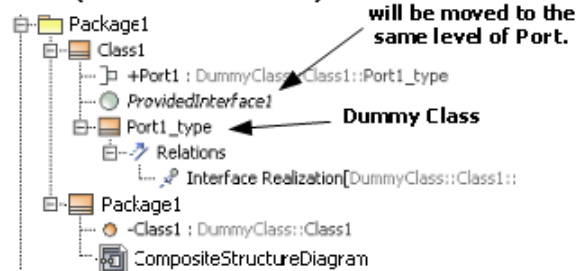 will be moved to the
Package1
same level of Port.
Class1
+Port1 : DummyClass::Class1::Port1_type
ProvidedInterface1
Dummy Class
Port1_type
Relations
Interface Realization[DummyClass::Class1::
Package1
-Class1 : DummyClass::Class1
CompositeStructureDiagram